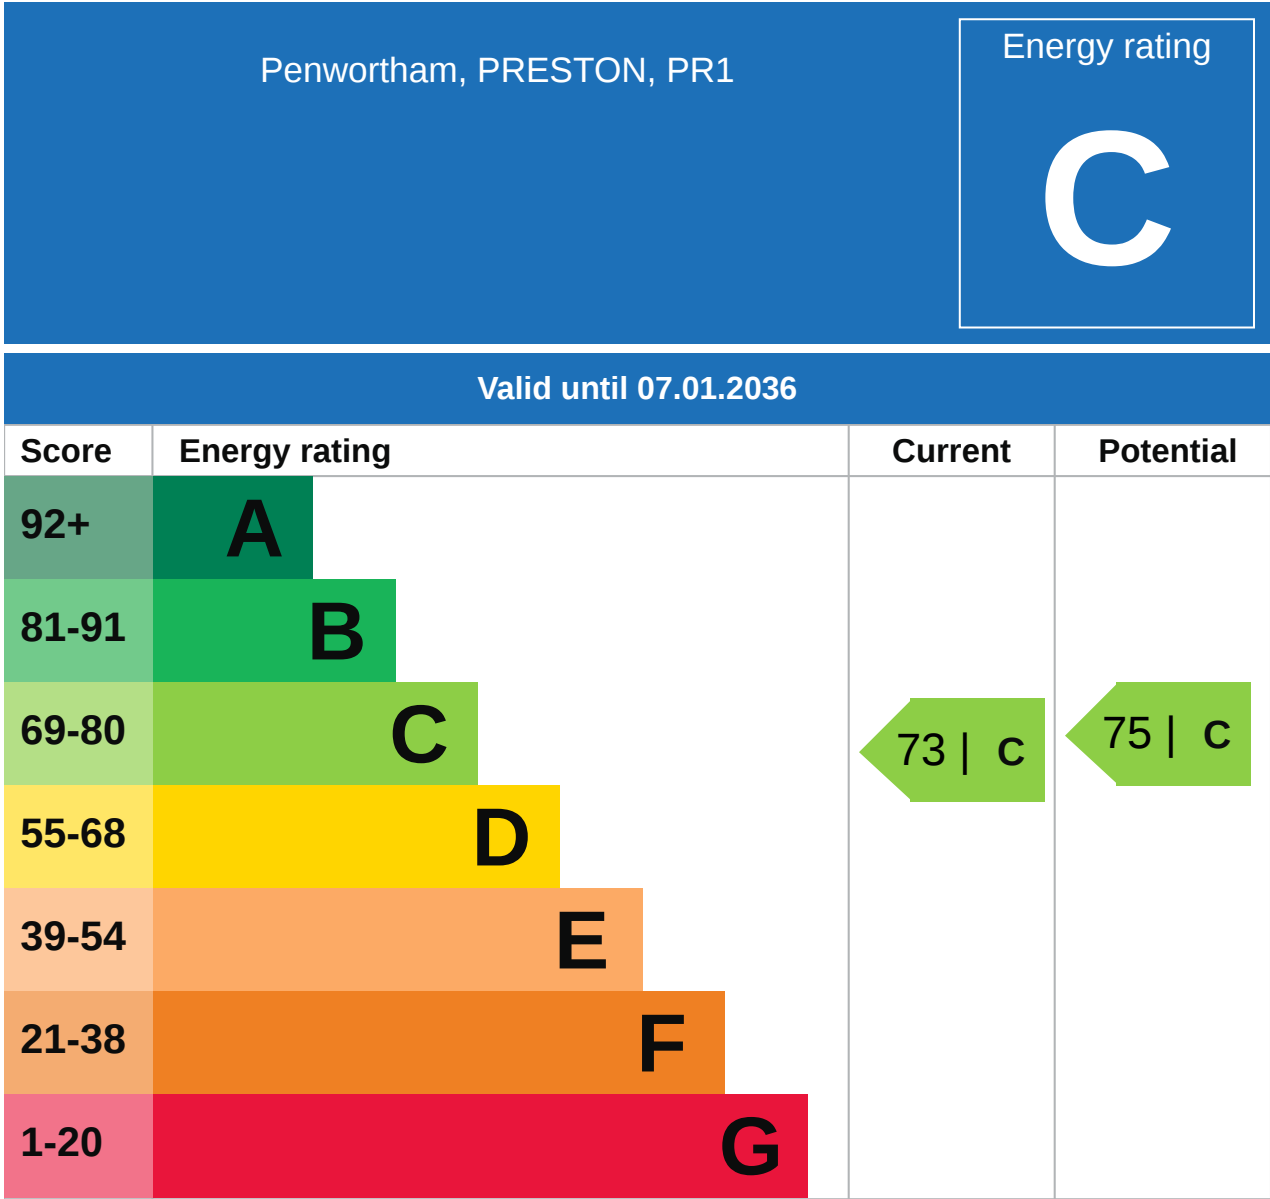 Penwortham, PRESTON, PR1
Energy rating
C
Valid until 07.01.2036
Score Energy rating Current Potential
92+ A
81-91 B
69-80 C 73 | C 75 | C
55-68 D
39-54 E
21-38 F
1-20 G